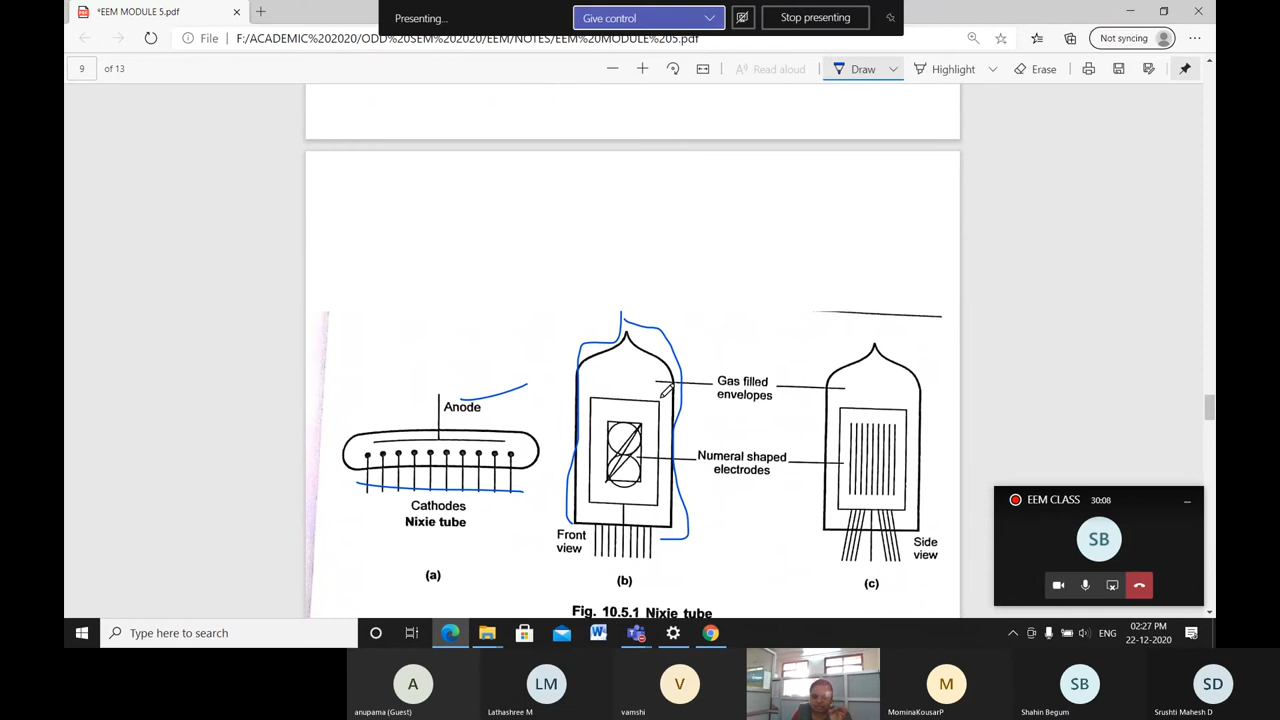 *EEM MODULE 5.pdf
Presenting...
Give control
Stop presenting
File
F:/ACADEMIC%202020/ODD%20SEM%202020/EEM/NOTES/EEM%20MODULE%205.pdf
Not syncing
9 of 13
Read aloud
Draw
Highlight
Erase
Anode
Cathodes
Nixie tube
(a)
Gas filled
envelopes
Numeral shaped
electrodes
Front
view
(b)
Side
view
(c)
Fig. 10.5.1 Nixie tube
EEM CLASS 30:08
SB
Type here to search
ENG
02:27 PM
22-12-2020
A
LM
V
M
SB
SD
anupama (Guest)
Lathashree M
vamshi
MominaKousarP
Shahin Begum
Srushti Mahesh D